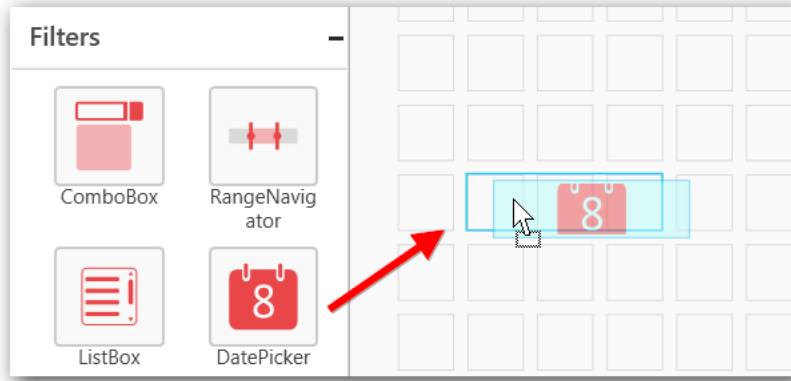 Filters
ComboBox
RangeNavig
ator
ListBox
8
DatePicker
8